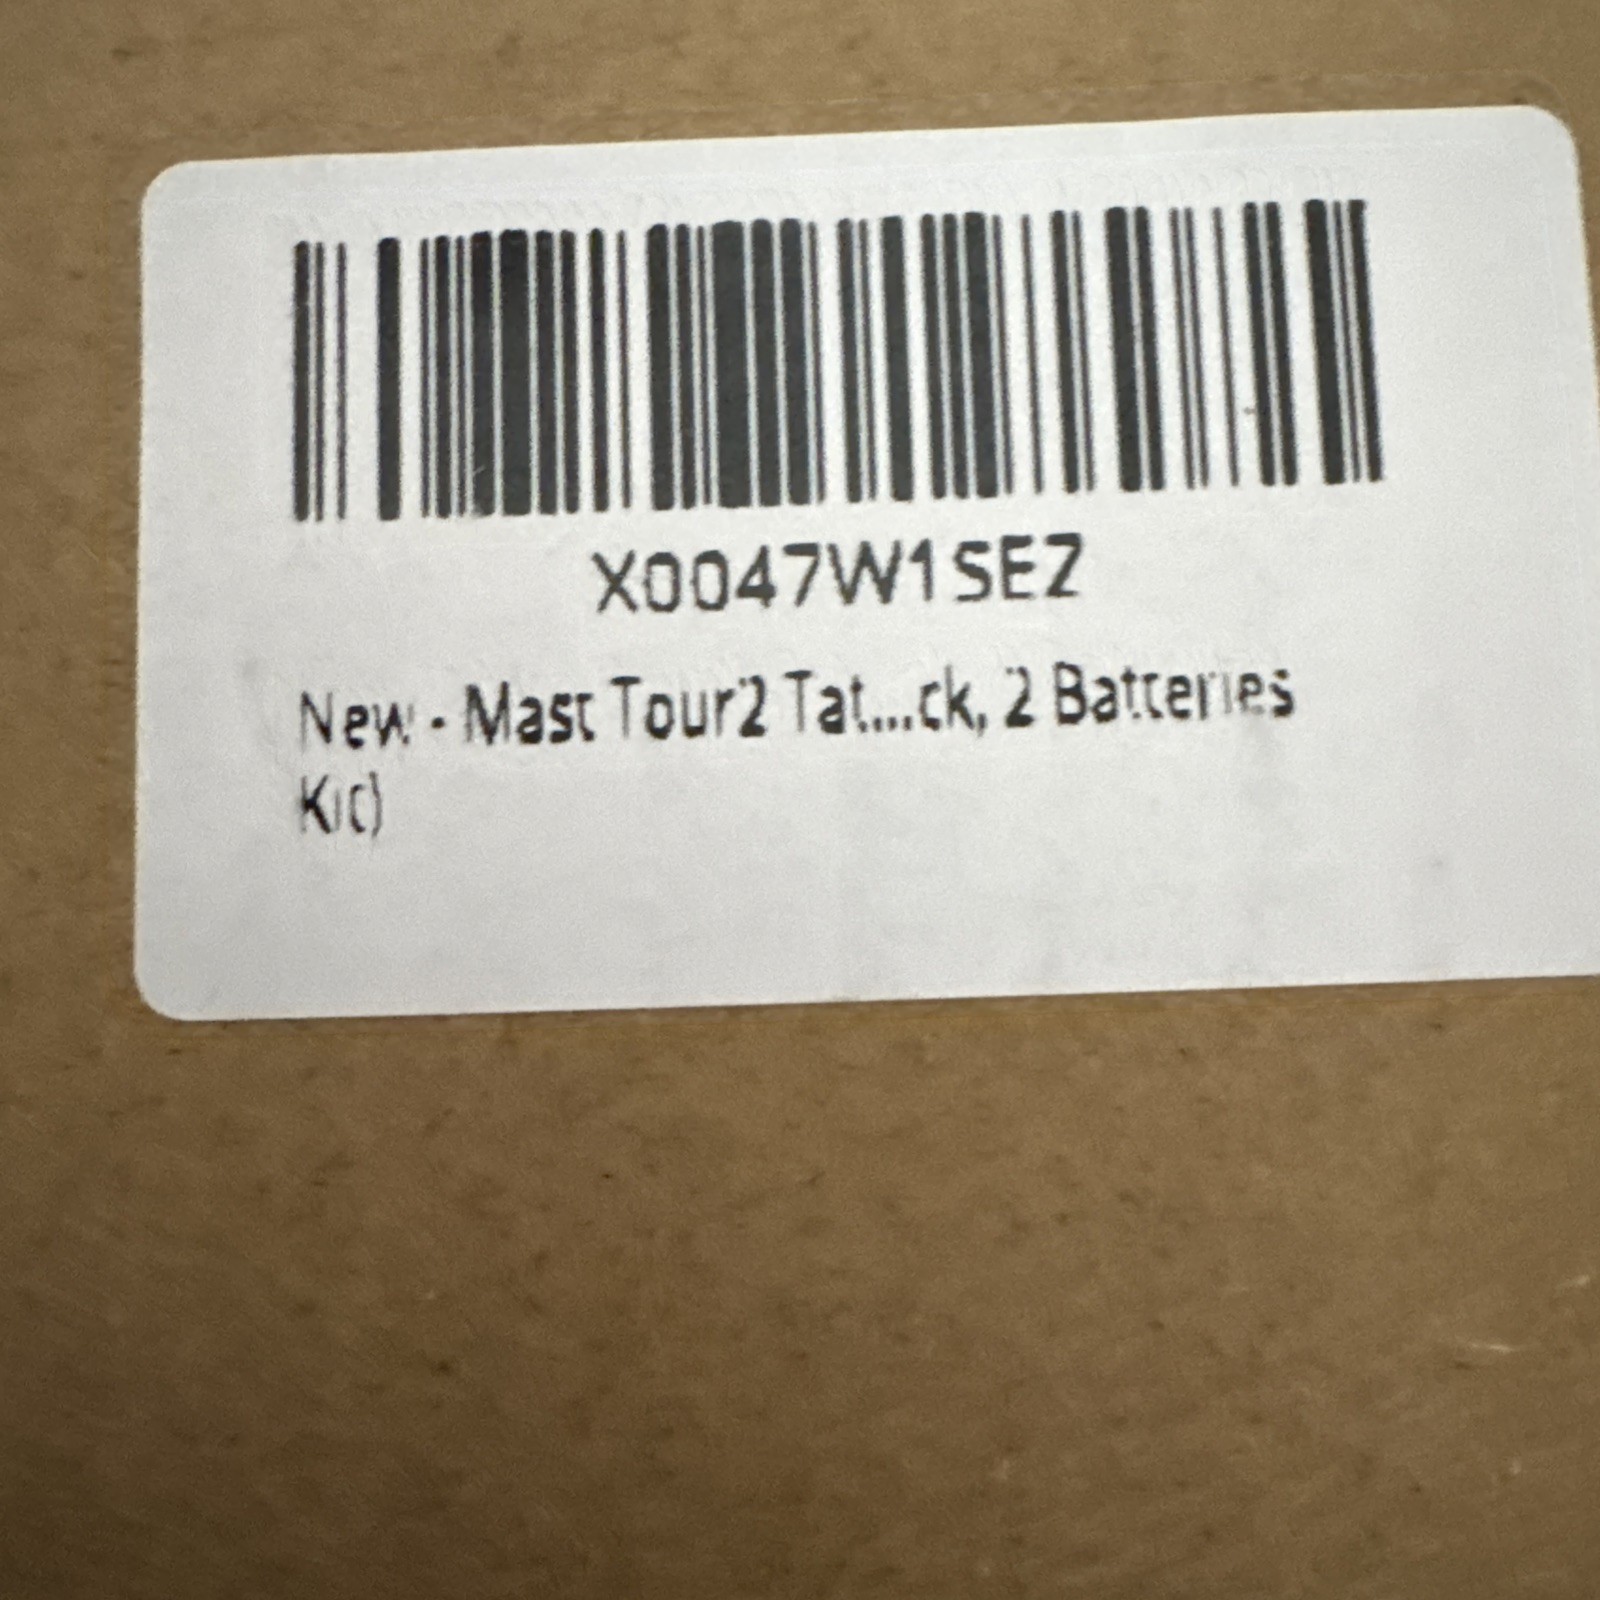 X0047W1SEZ
New - Mast Tour2 Tat....ck, 2 Batteries
Kit)